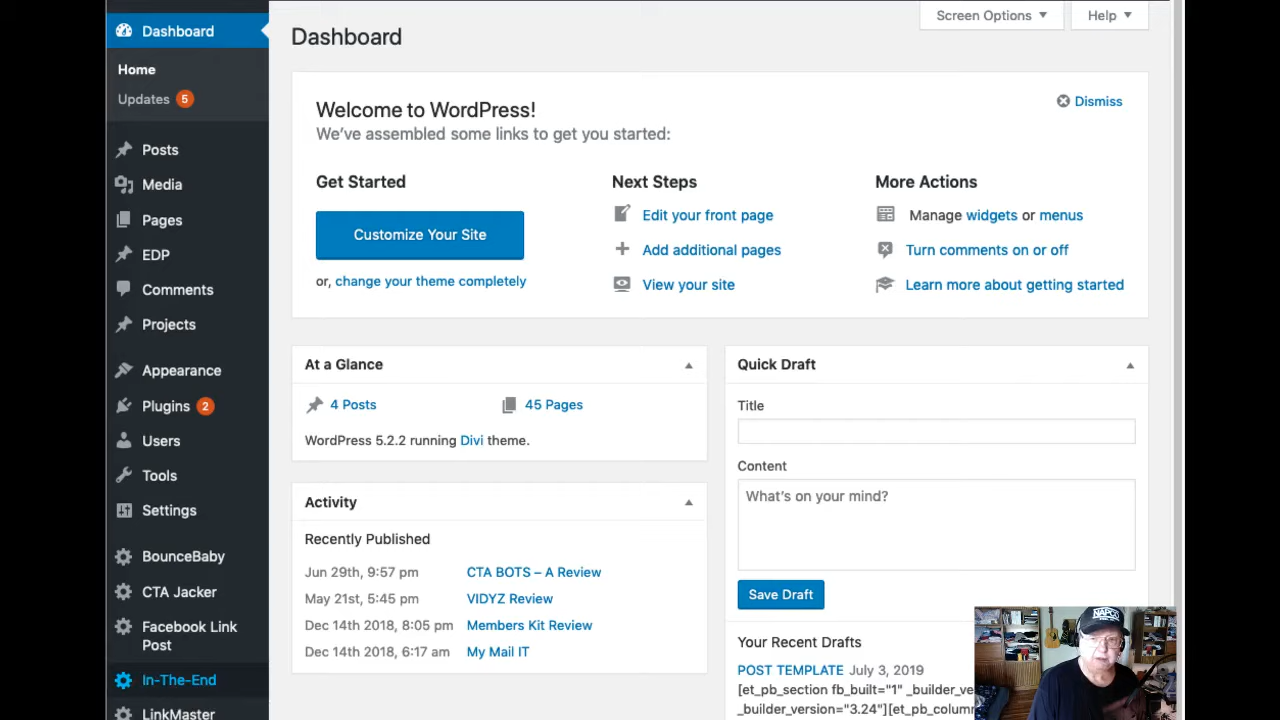 Dashboard
Home
Updates 5
Posts
Media
Pages
EDP
Comments
Projects
Appearance
Plugins 2
Users
Tools
Settings
BounceBaby
CTA Jacker
Facebook Link
Post
In-The-End
LinkMaster
Screen Options
Help
Dashboard
Welcome to WordPress!
We've assembled some links to get you started:
Dismiss
Get Started
Customize Your Site
or, change your theme completely
Next Steps
Edit your front page
Add additional pages
View your site
More Actions
Manage widgets or menus
Turn comments on or off
Learn more about getting started
At a Glance
4 Posts
45 Pages
WordPress 5.2.2 running Divi theme.
Activity
Recently Published
Jun 29th, 9:57 pm CTA BOTS – A Review
May 21st, 5:45 pm VIDYZ Review
Dec 14th 2018, 8:05 pm Members Kit Review
Dec 14th 2018, 6:17 am My Mail IT
Quick Draft
Title
Content
What's on your mind?
Save Draft
Your Recent Drafts
POST TEMPLATE July 3, 2019
[et_pb_section fb_built="1" _builder_ve
_builder_version="3.24"][et_pb_colum
NAPCO